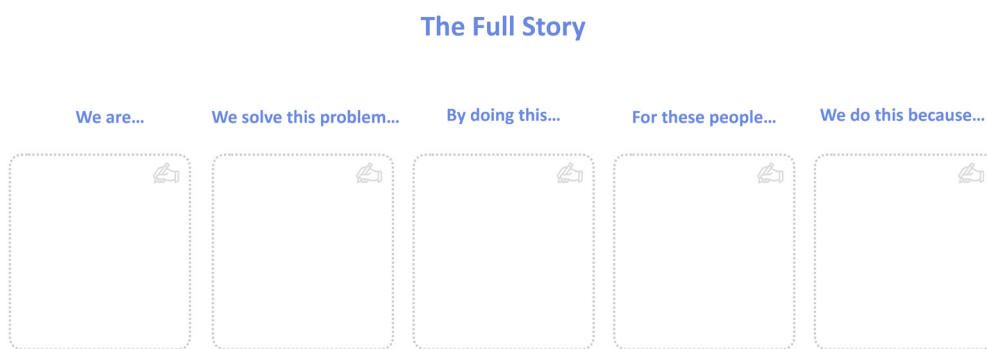 The Full Story
We are…
We solve this problem…
By doing this…
For these people…
We do this because…